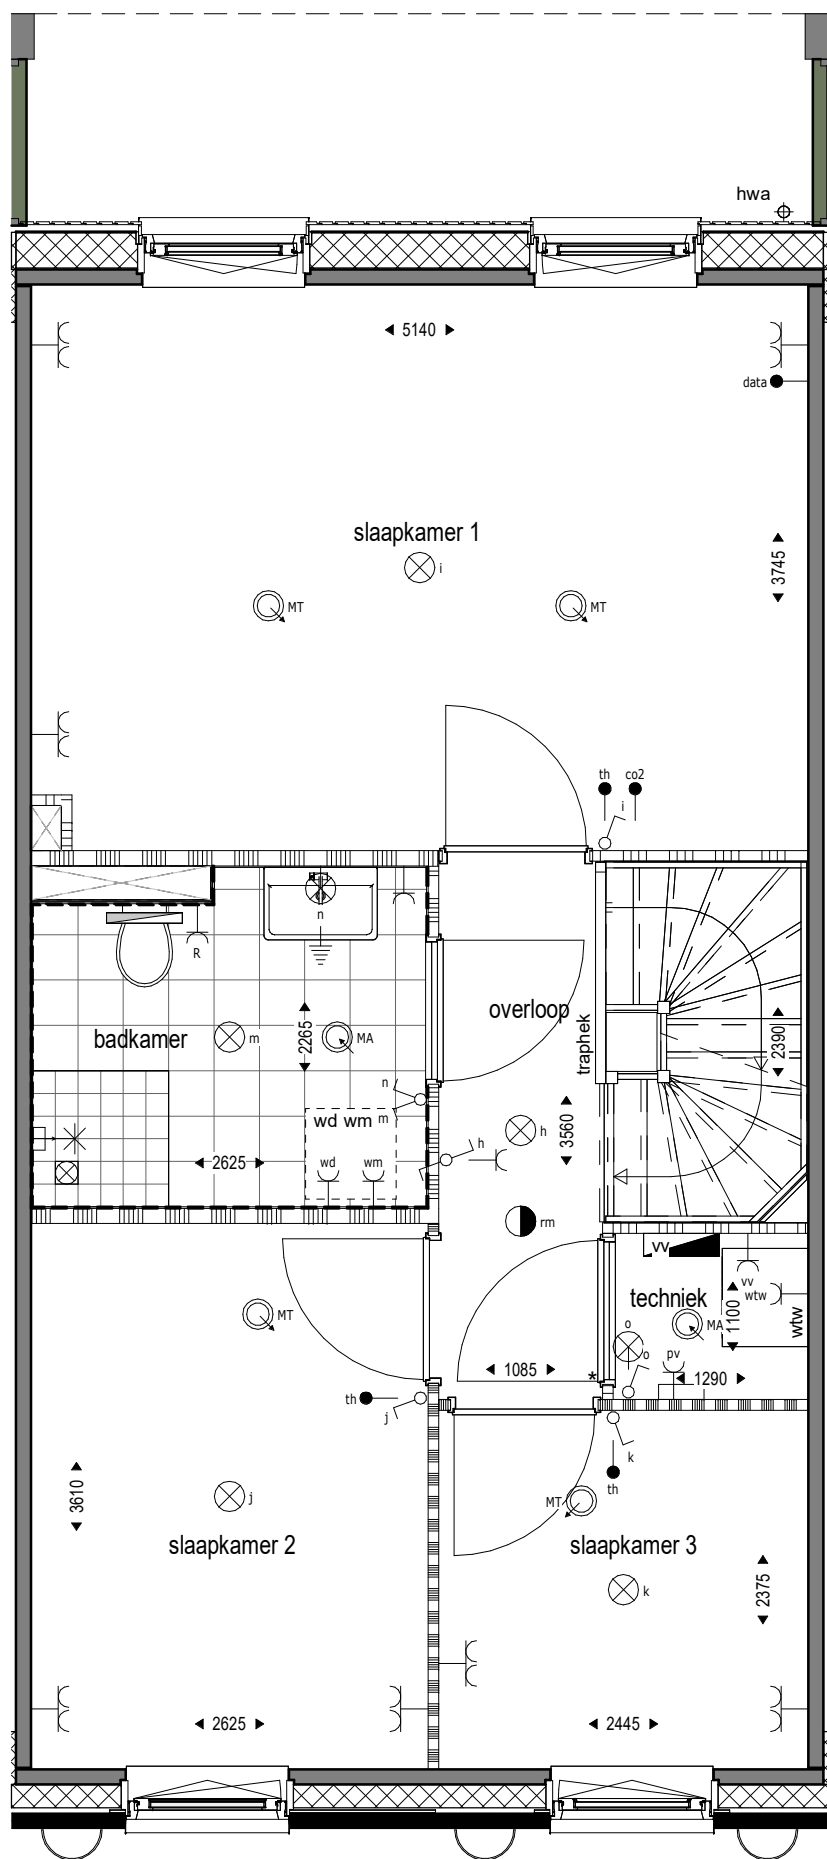 hwa
5140
data
slaapkamer 1
i
3745
MT
MT
th
co2
i
n
R
overloop
badkamer
m
2265
MA
traphek
2390
n
m
wd wm
h
3560
2625
wd
wm
h
rm
vv
vv
wtw
wtw
techniek
1100
MA
MT
o
o
pv
1085
*
1290
th
j
k
th
3610
j
MT
slaapkamer 2
slaapkamer 3
k
2375
2625
2445